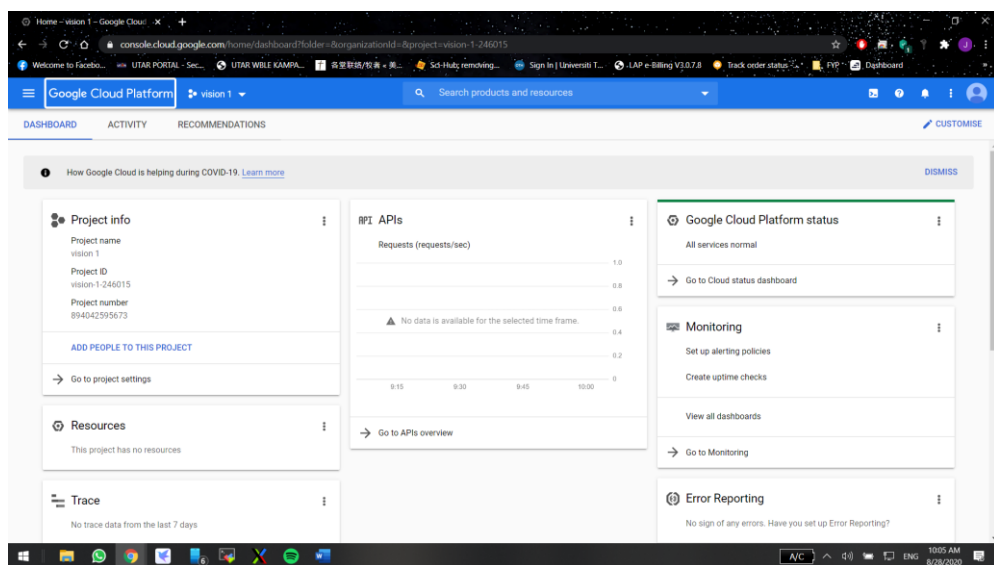 Home – vision 1 – Google Cloud
console.cloud.google.com/home/dashboard?folder=&organizationId=&project=vision-1-246015
Welcome to Facebo... UTAR PORTAL - Sec... UTAR WBLE KAMPA... Sci-Hub: removing... Sign In | Universiti T... -LAP e-Billing V3.0.7.8 Track order status FYP Dashboard
Google Cloud Platform vision 1 Search products and resources
DASHBOARD ACTIVITY RECOMMENDATIONS CUSTOMISE
How Google Cloud is helping during COVID-19. Learn more DISMISS
Project info
Project name
vision 1
Project ID
vision-1-246015
Project number
894042595673
ADD PEOPLE TO THIS PROJECT
Go to project settings
Resources
This project has no resources
Trace
No trace data from the last 7 days
API APIs
Requests (requests/sec)
1.0
0.8
0.6
No data is available for the selected time frame.
0.4
0.2
0
9:15 9:30 9:45 10:00
Go to APIs overview
Google Cloud Platform status
All services normal
Go to Cloud status dashboard
Monitoring
Set up alerting policies
Create uptime checks
View all dashboards
Go to Monitoring
Error Reporting
No sign of any errors. Have you set up Error Reporting?
A/C ENG 10:05 AM
8/28/2020